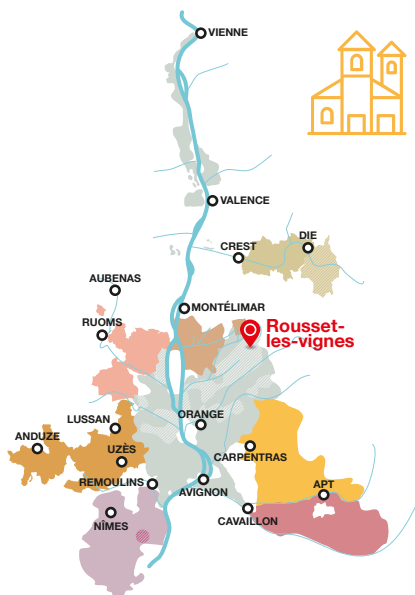 VIENNE
VALENCE
DIE
CREST
AUBENAS
MONTÉLIMAR
RUOMS
Rousset-
les-vignes
LUSSAN
ORANGE
ANDUZE
UZÈS
CARPENTRAS
REMOULINS
AVIGNON
APT
NÎMES
CAVAILLON